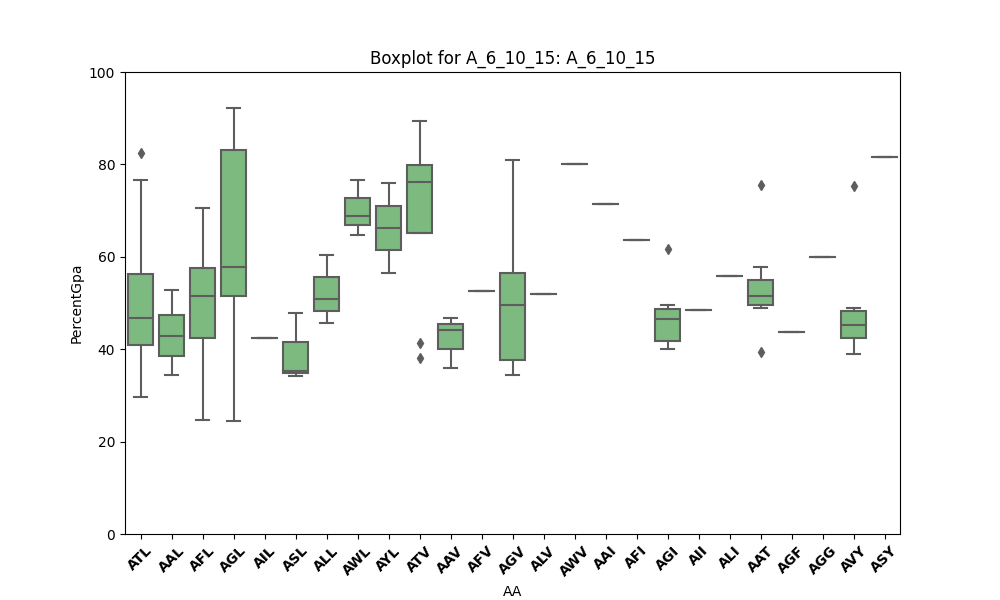 Boxplot for A_6_10_15: A_6_10_15
100
80
60
40
20
0
PercentGpa
ATL AAL AFL AGL AIL ASL ALL AWL AYL ATV AAV AFV AGV ALV AWV AAI AFI AGI AII ALI AAT AGF AGG AVY ASY
AA